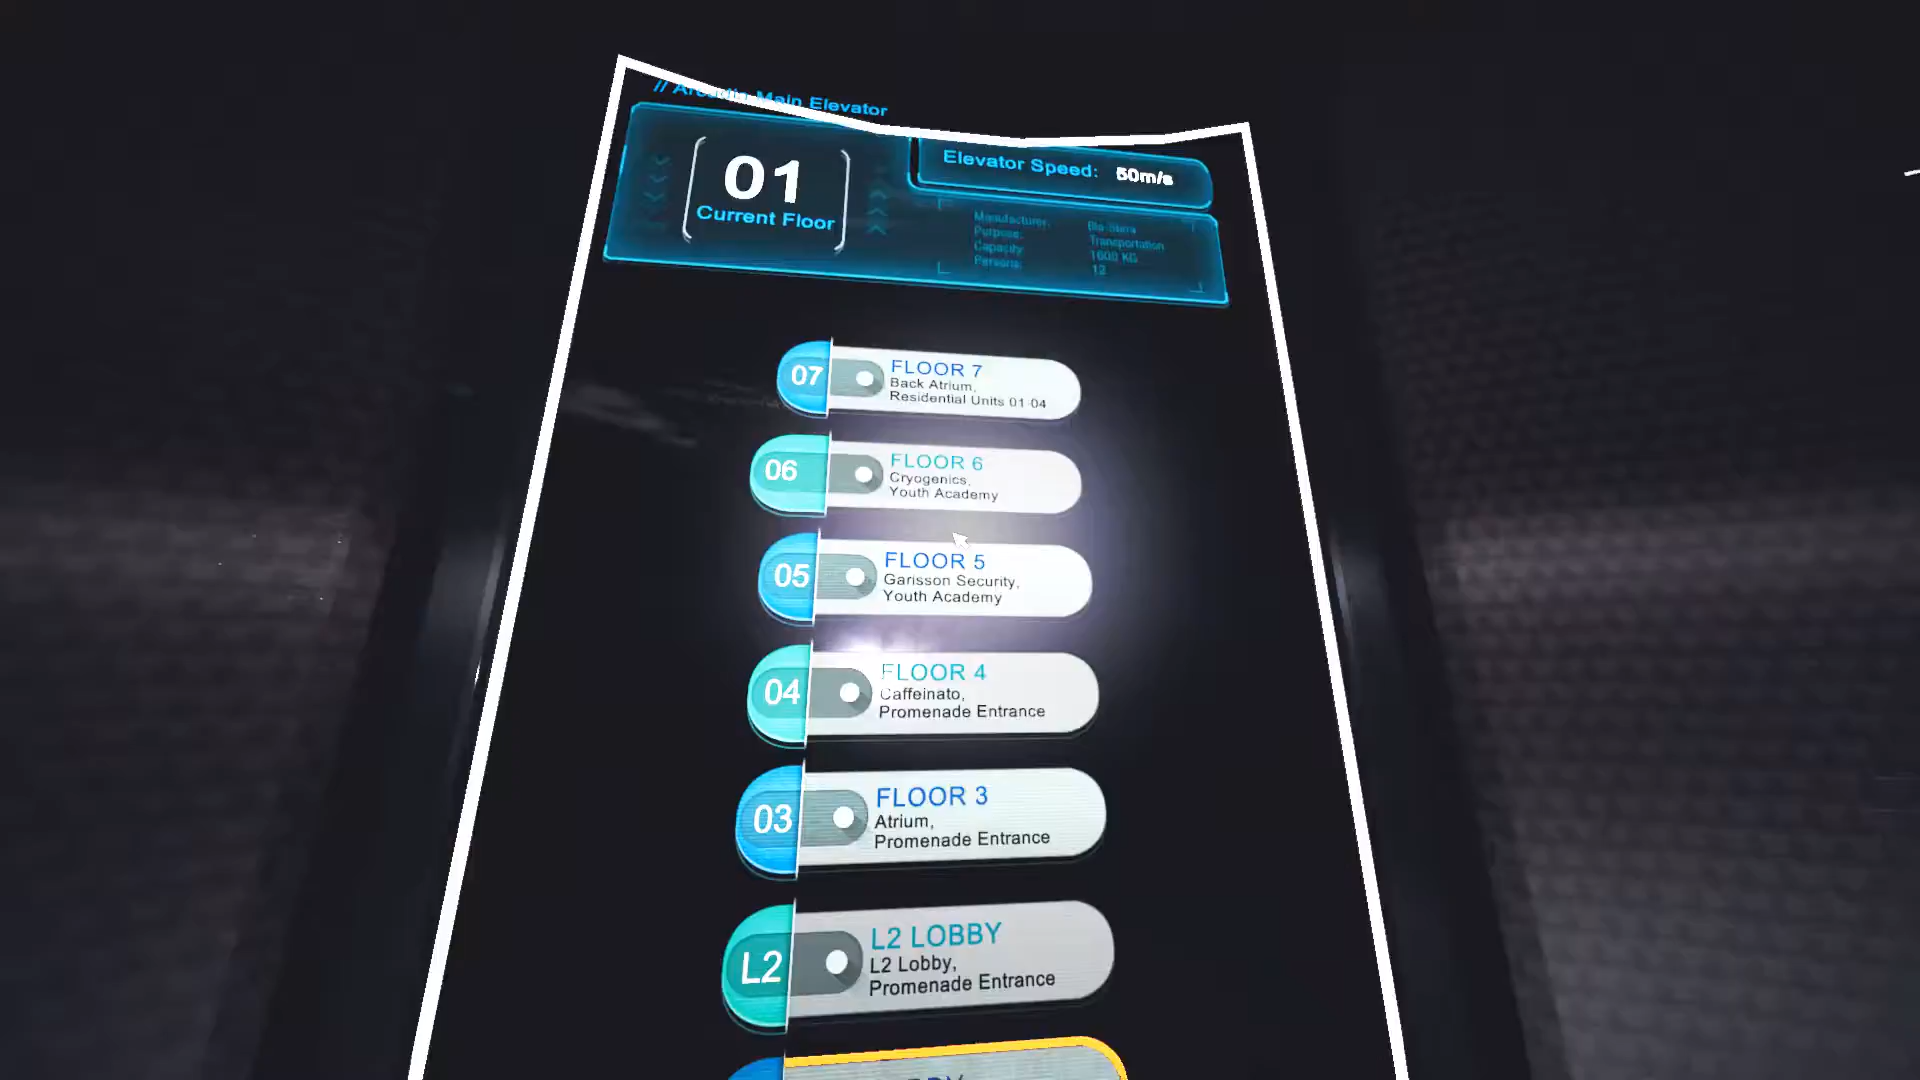 // Arcadia Main Elevator
01
Current Floor
Elevator Speed: 50m/s
Manufacturer:
Purpose: Transportation
Capacity: 1600 KG
Persons: 12
07 FLOOR 7
Back Atrium,
Residential Units 01-04
06 FLOOR 6
Cryogenics,
Youth Academy
05 FLOOR 5
Garisson Security,
Youth Academy
04 FLOOR 4
Caffeinato,
Promenade Entrance
03 FLOOR 3
Atrium,
Promenade Entrance
L2 L2 LOBBY
L2 Lobby,
Promenade Entrance